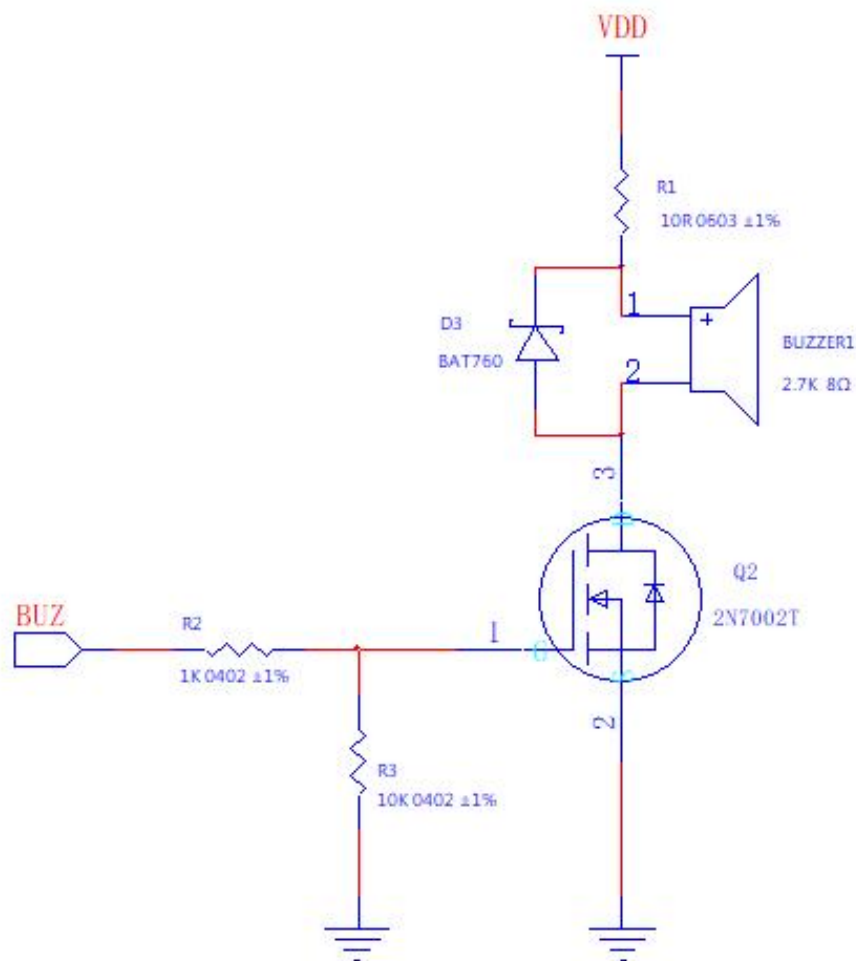 VDD
R1
10R 0603 ±1%
1
+
D3
BAT760
BUZZER1
2
2.7K 8Ω
3
D
Q2
2N7002T
BUZ
R2
1
G
1K 0402 ±1%
S
2
R3
10K 0402 ±1%